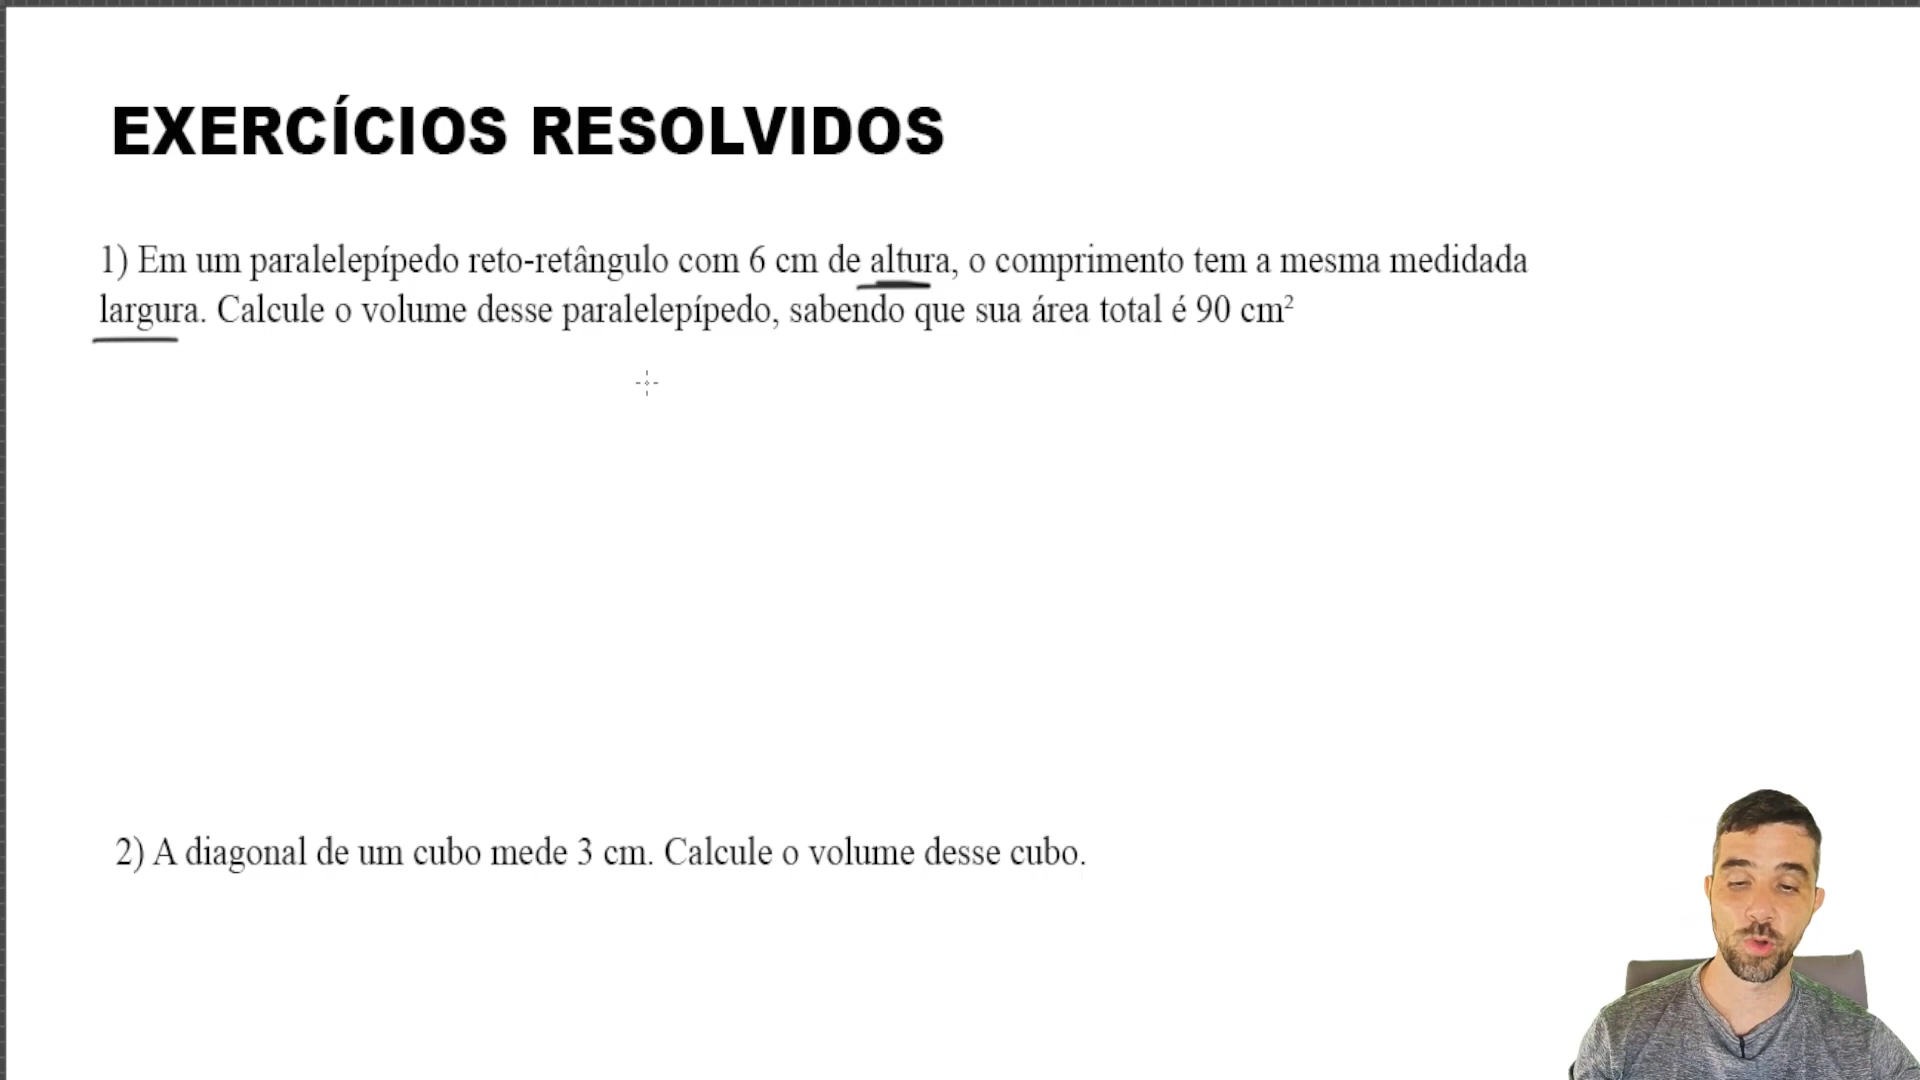 EXERCÍCIOS RESOLVIDOS
1) Em um paralelepípedo reto-retângulo com 6 cm de altura, o comprimento tem a mesma medidada
largura. Calcule o volume desse paralelepípedo, sabendo que sua área total é 90 cm²
2) A diagonal de um cubo mede 3 cm. Calcule o volume desse cubo.